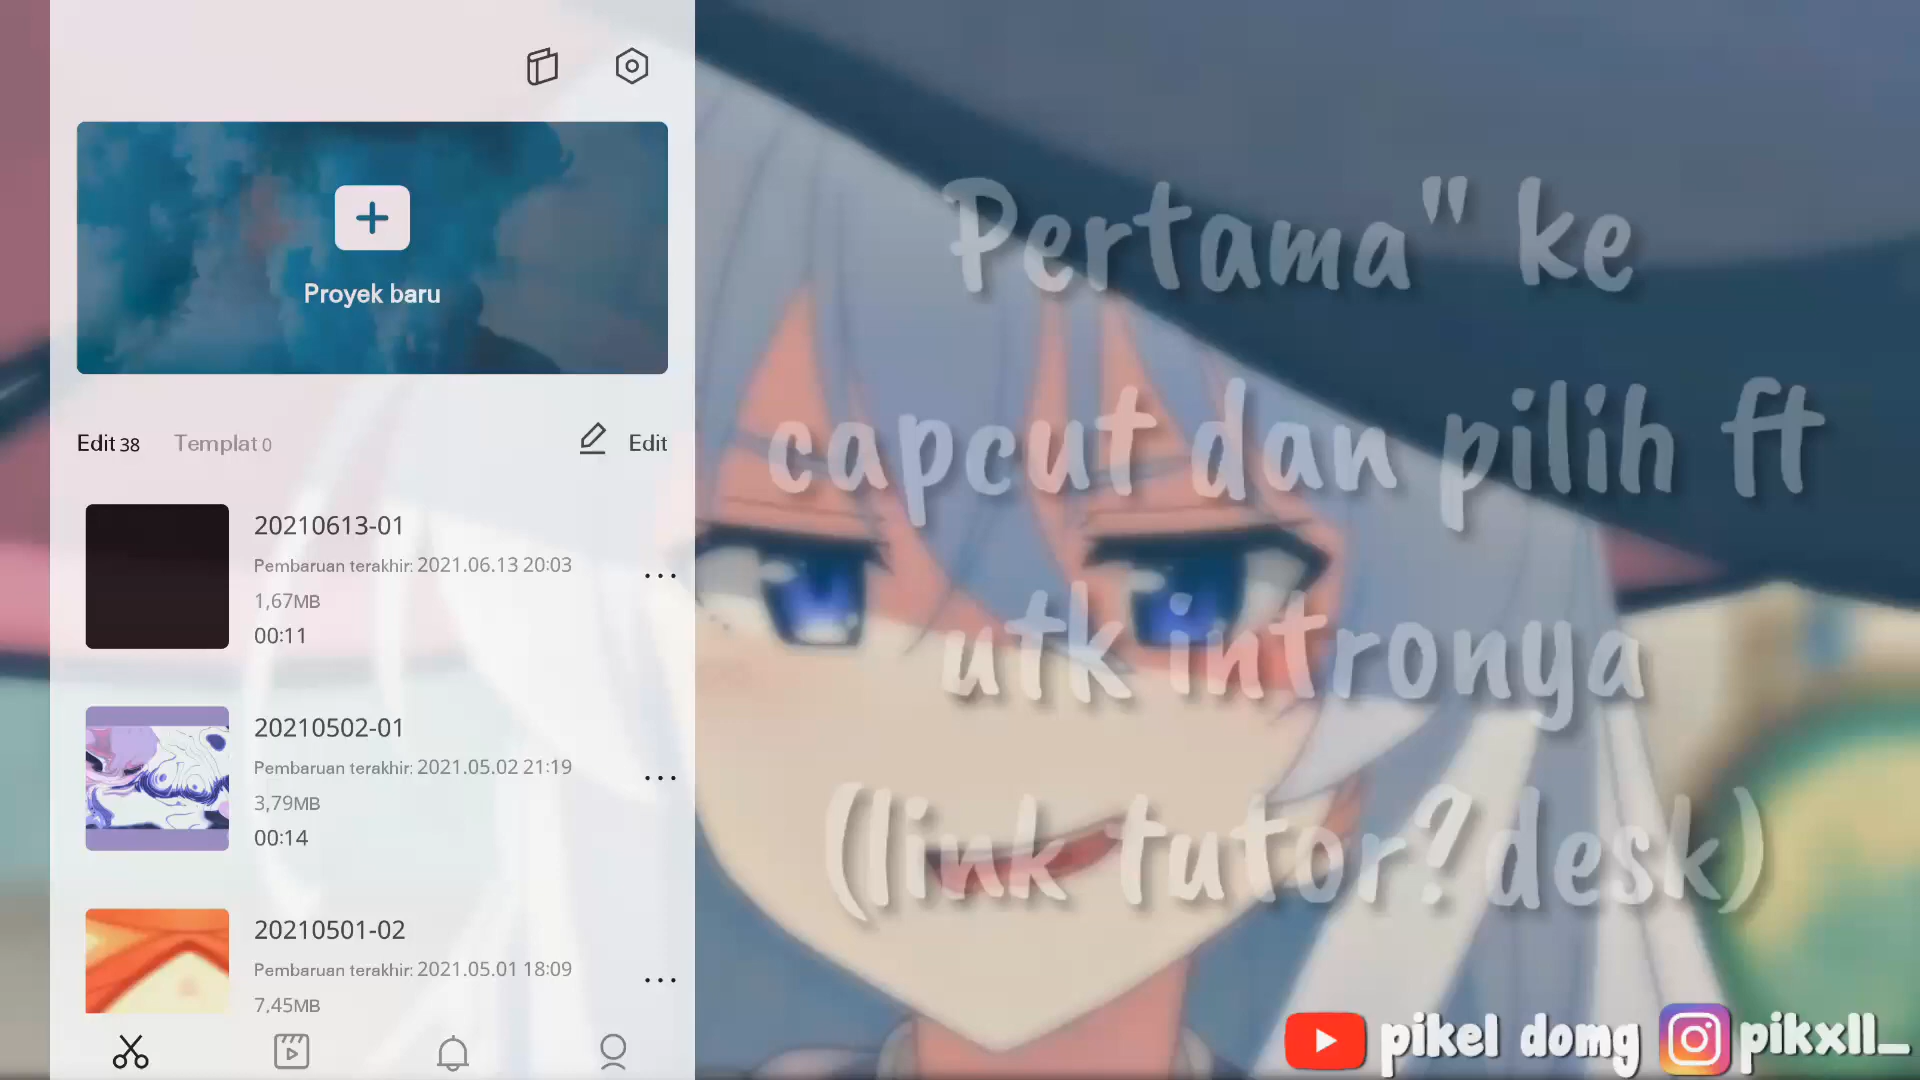 Proyek baru
Edit 38
Templat 0
Edit
20210613-01
Pembaruan terakhir: 2021.06.13 20:03
1,67MB
00:11
20210502-01
Pembaruan terakhir: 2021.05.02 21:19
3,79MB
00:14
20210501-02
Pembaruan terakhir: 2021.05.01 18:09
7,45MB
Pertama" ke
capcut dan pilih ft
utk intronya
(link tutor? desk)
pikel domg
pikxll_